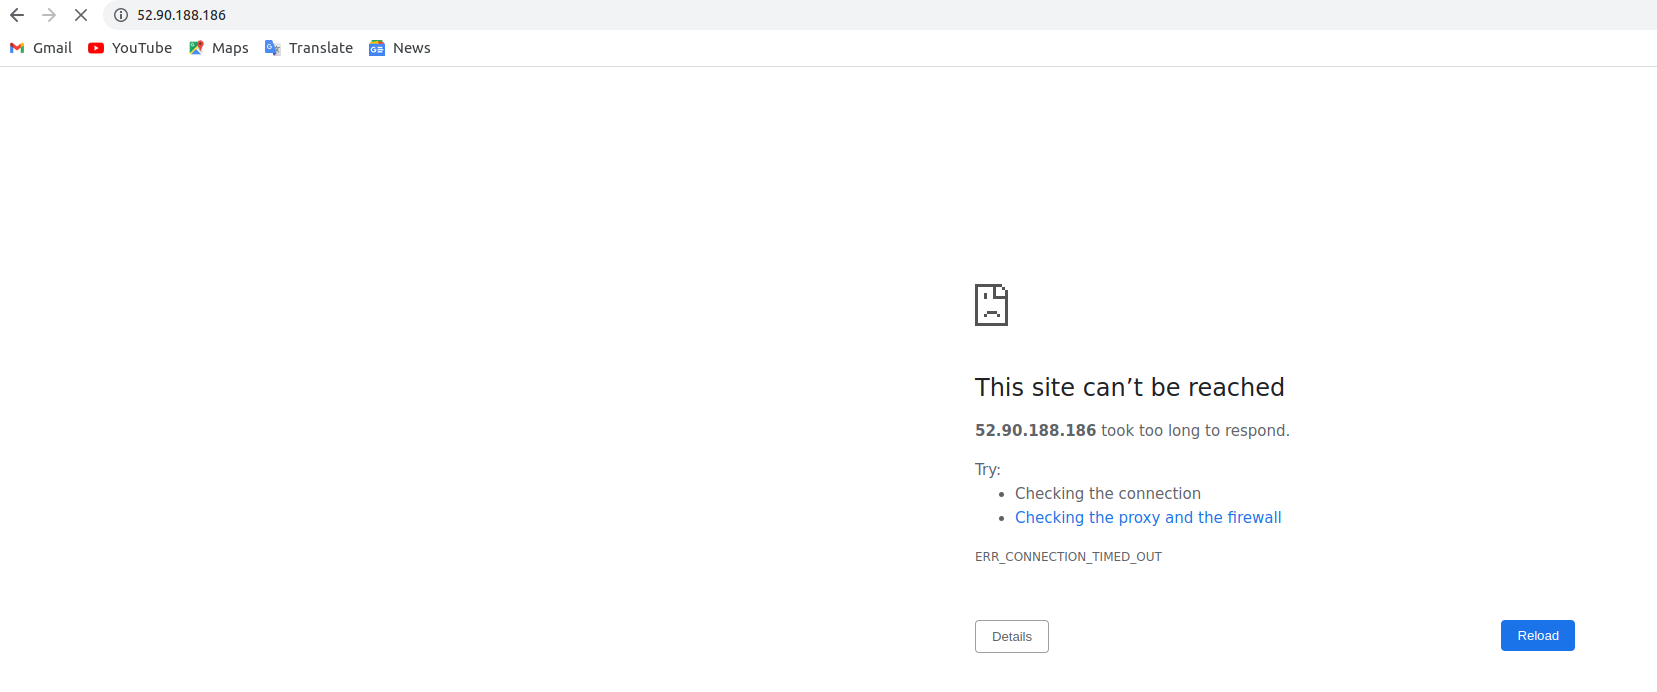 52.90.188.186
Gmail YouTube Maps Translate News
This site can’t be reached
52.90.188.186 took too long to respond.
Try:
Checking the connection
Checking the proxy and the firewall
ERR_CONNECTION_TIMED_OUT
Details Reload